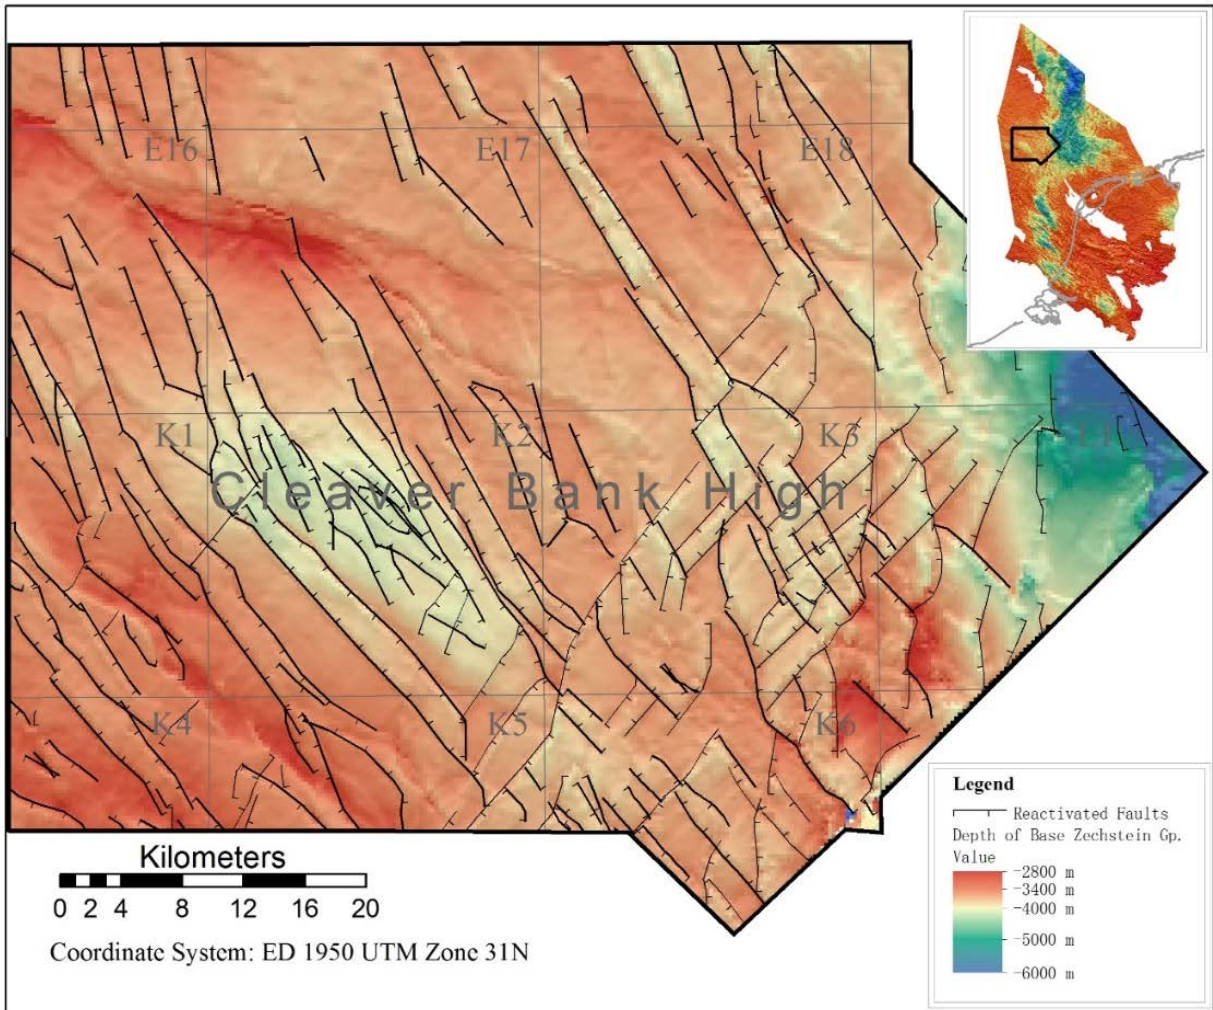 E16 E17 E18
K1 K2 K3 L1
Cleaver Bank High
K4 K5 K6
Kilometers
0 2 4 8 12 16 20
Coordinate System: ED 1950 UTM Zone 31N
Legend
Reactivated Faults
Depth of Base Zechstein Gp.
Value
-2800 m
-3400 m
-4000 m
-5000 m
-6000 m